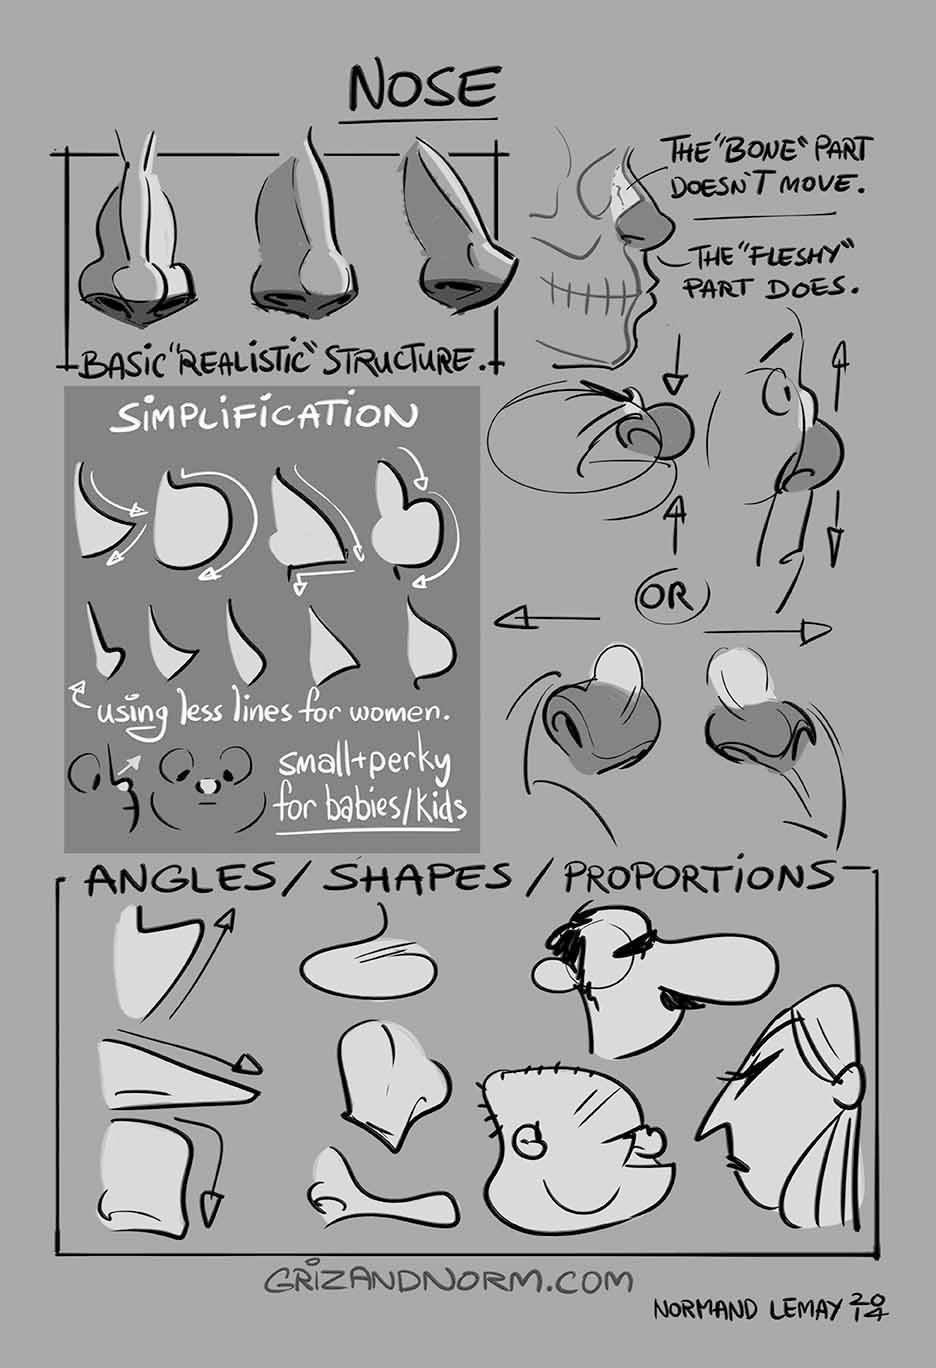 NOSE
THE "BONE" PART
DOESN'T MOVE.
THE "FLESHY"
PART DOES.
BASIC "REALISTIC" STRUCTURE.
SIMPLIFICATION
OR
using less lines for women.
small+perky
for babies/kids
ANGLES/SHAPES/PROPORTIONS
GRIZANDNORM.COM
NORMAND LEMAY 2014